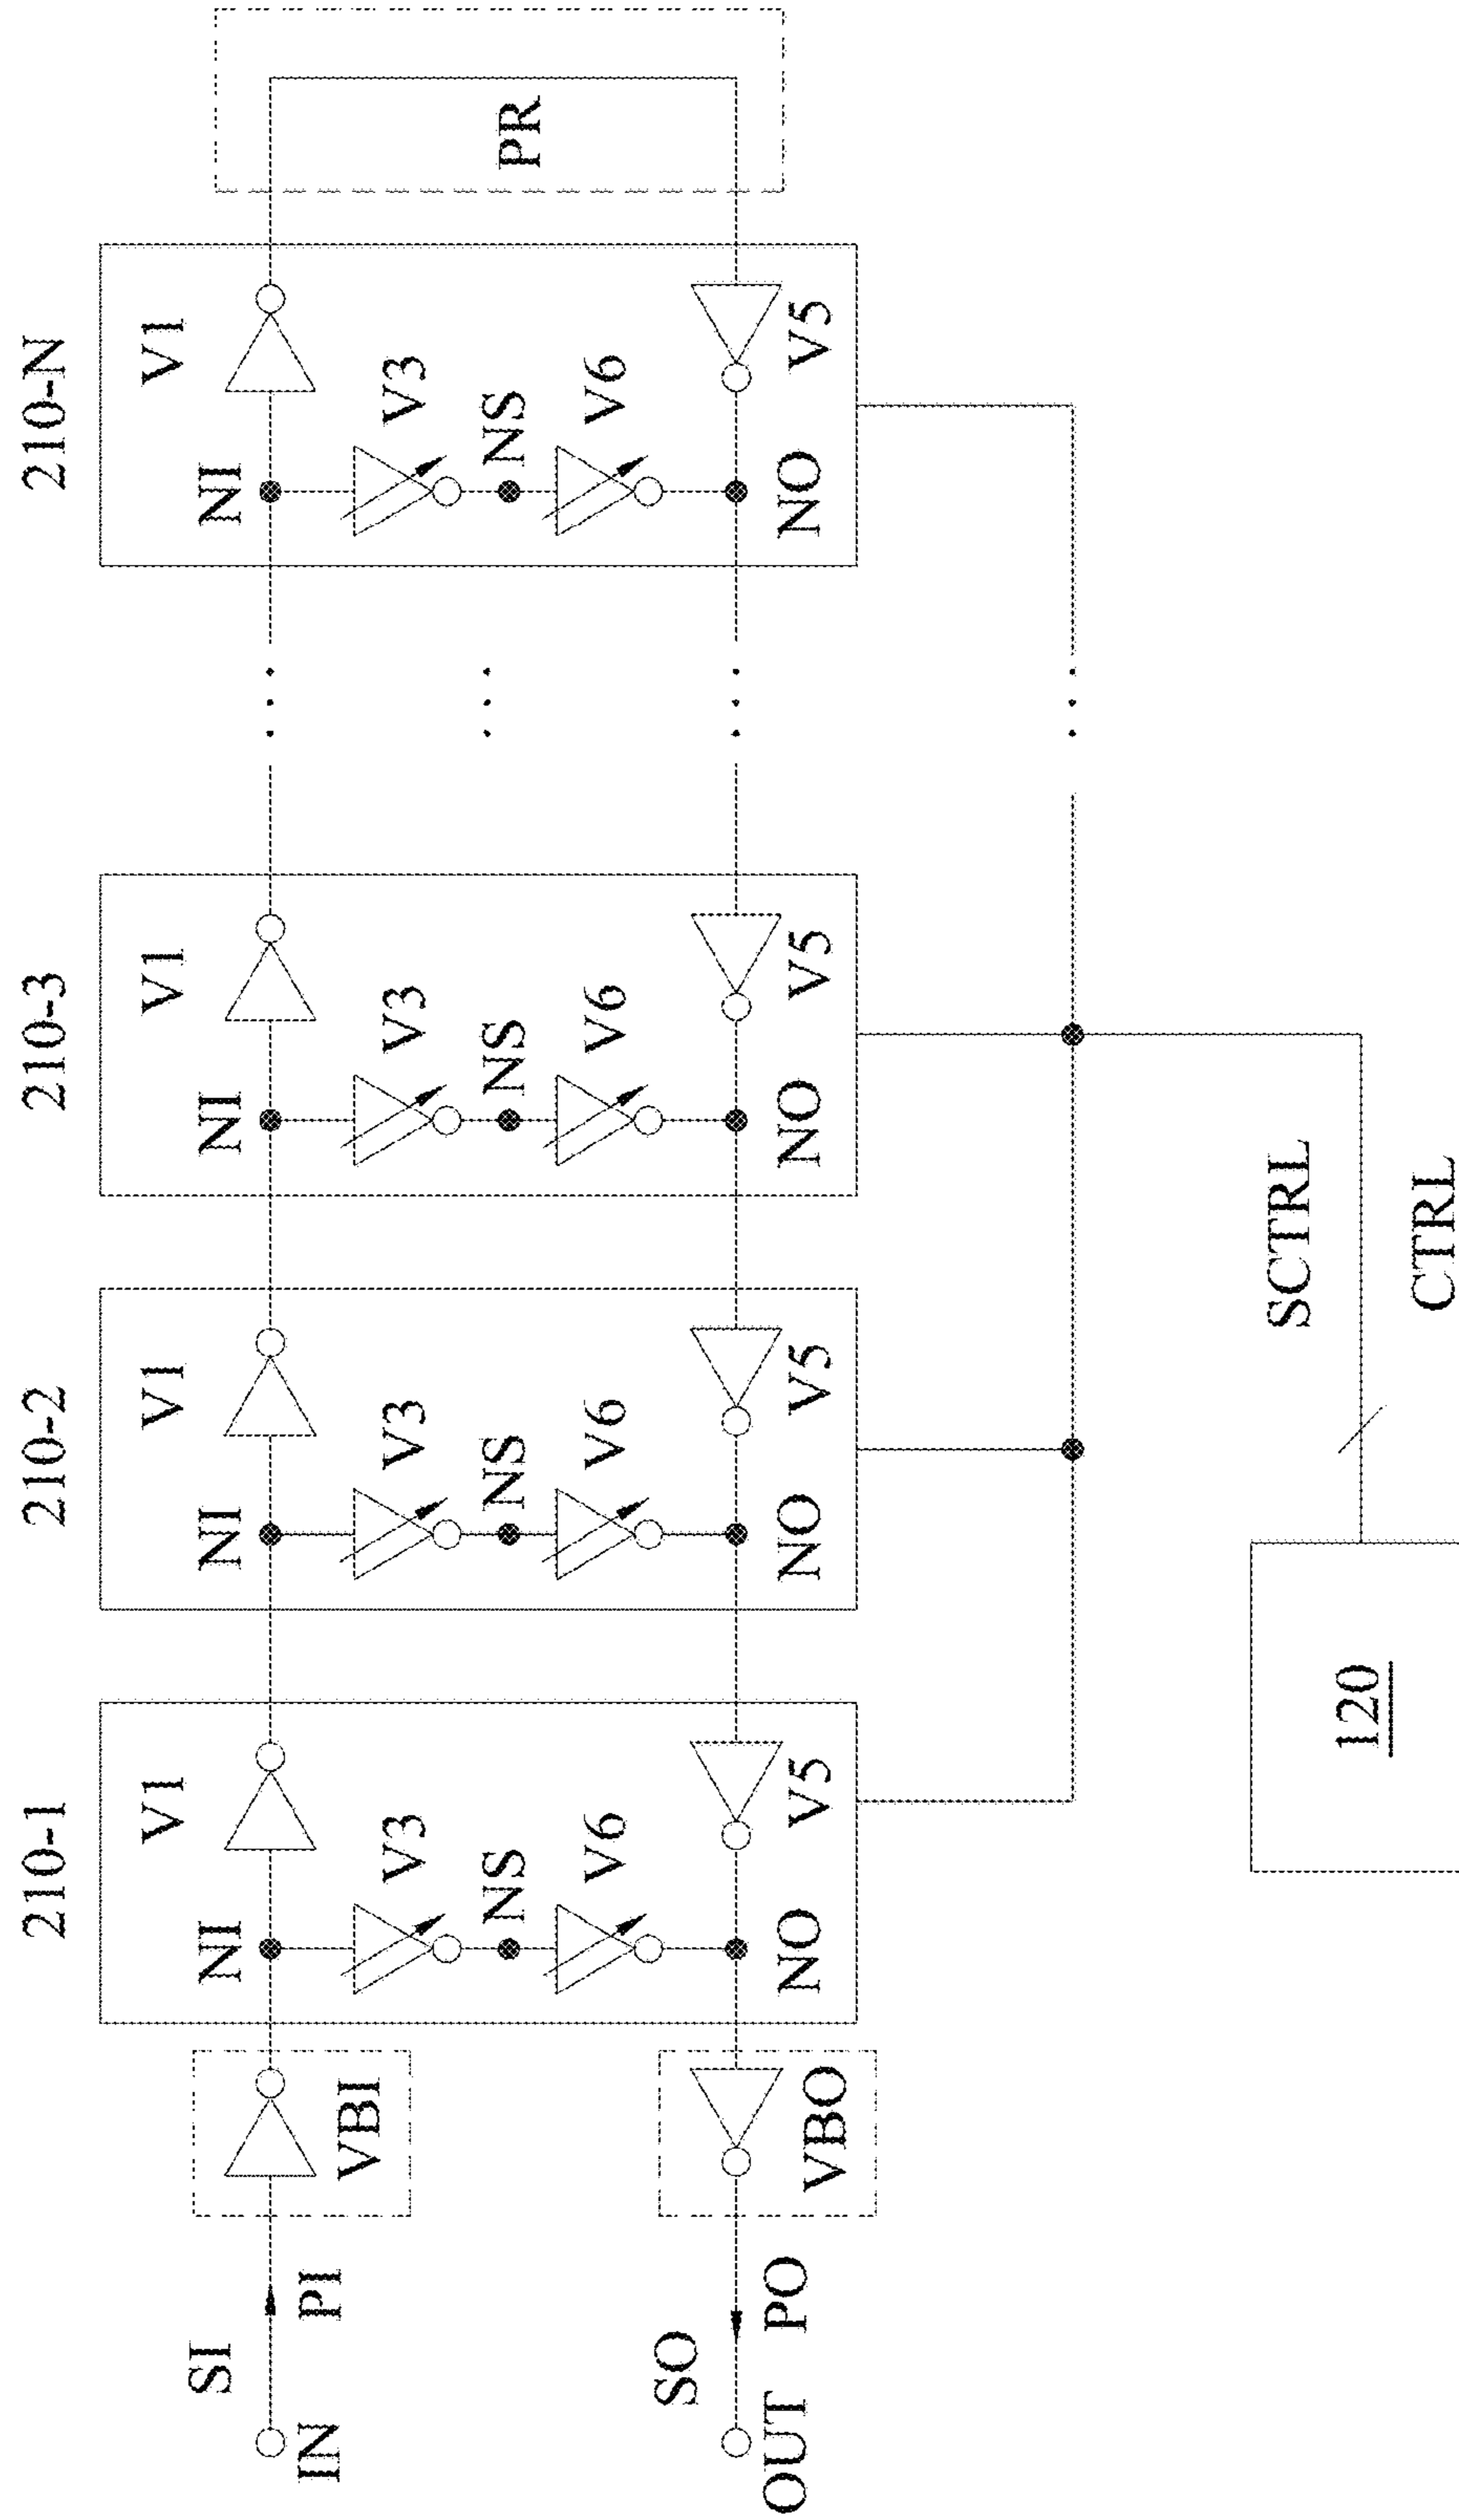 210-1
210-2
210-3
210-N
V1
V1
V1
V1
NI
NI
NI
NI
V3
V3
V3
V3
PR
SI
IN
PI
VBI
NS
NS
NS
NS
V6
V6
V6
V6
SO
OUT
PO
VBO
NO
V5
NO
V5
NO
V5
NO
V5
SCTRL
120
CTRL